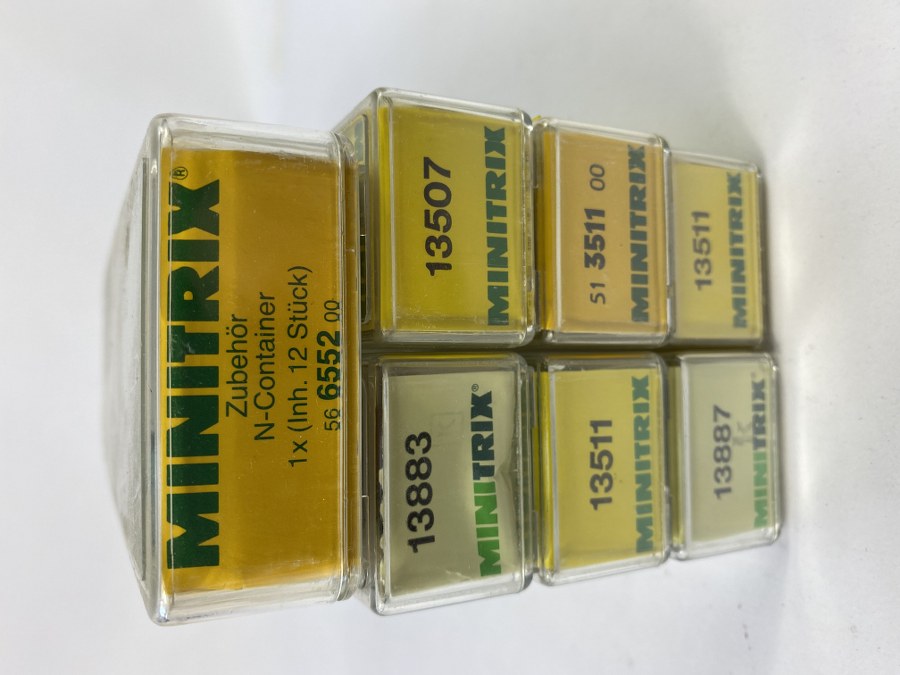 MINITRIX®
Zubehör
N-Container
1x (Inh. 12 Stück)
56 6552 00
13883
MINITRIX®
13507
MINITRIX
13511
MINITRIX
51 3511 00
MINITRIX
13887
MINITRIX
13511
MINITRIX